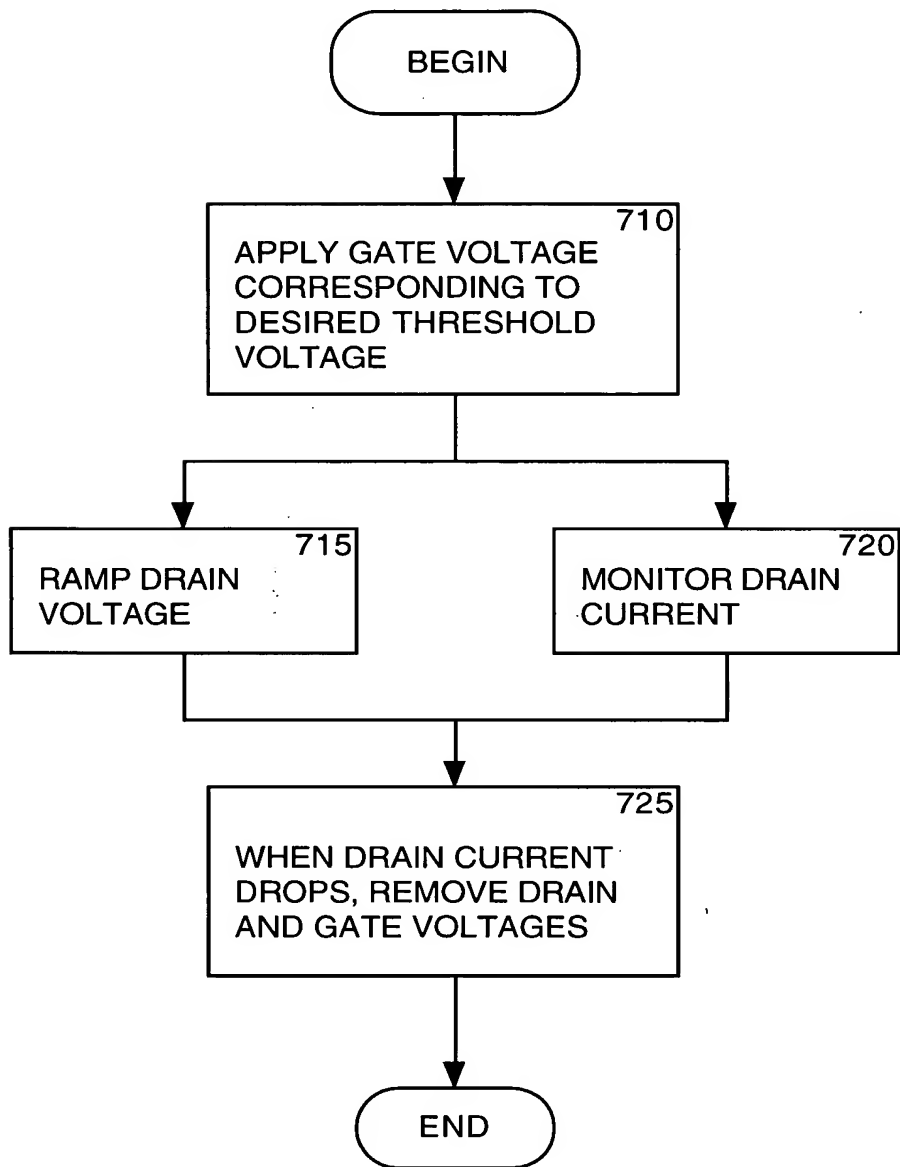 BEGIN
710
APPLY GATE VOLTAGE
CORRESPONDING TO
DESIRED THRESHOLD
VOLTAGE
715
RAMP DRAIN
VOLTAGE
720
MONITOR DRAIN
CURRENT
725
WHEN DRAIN CURRENT
DROPS, REMOVE DRAIN
AND GATE VOLTAGES
END